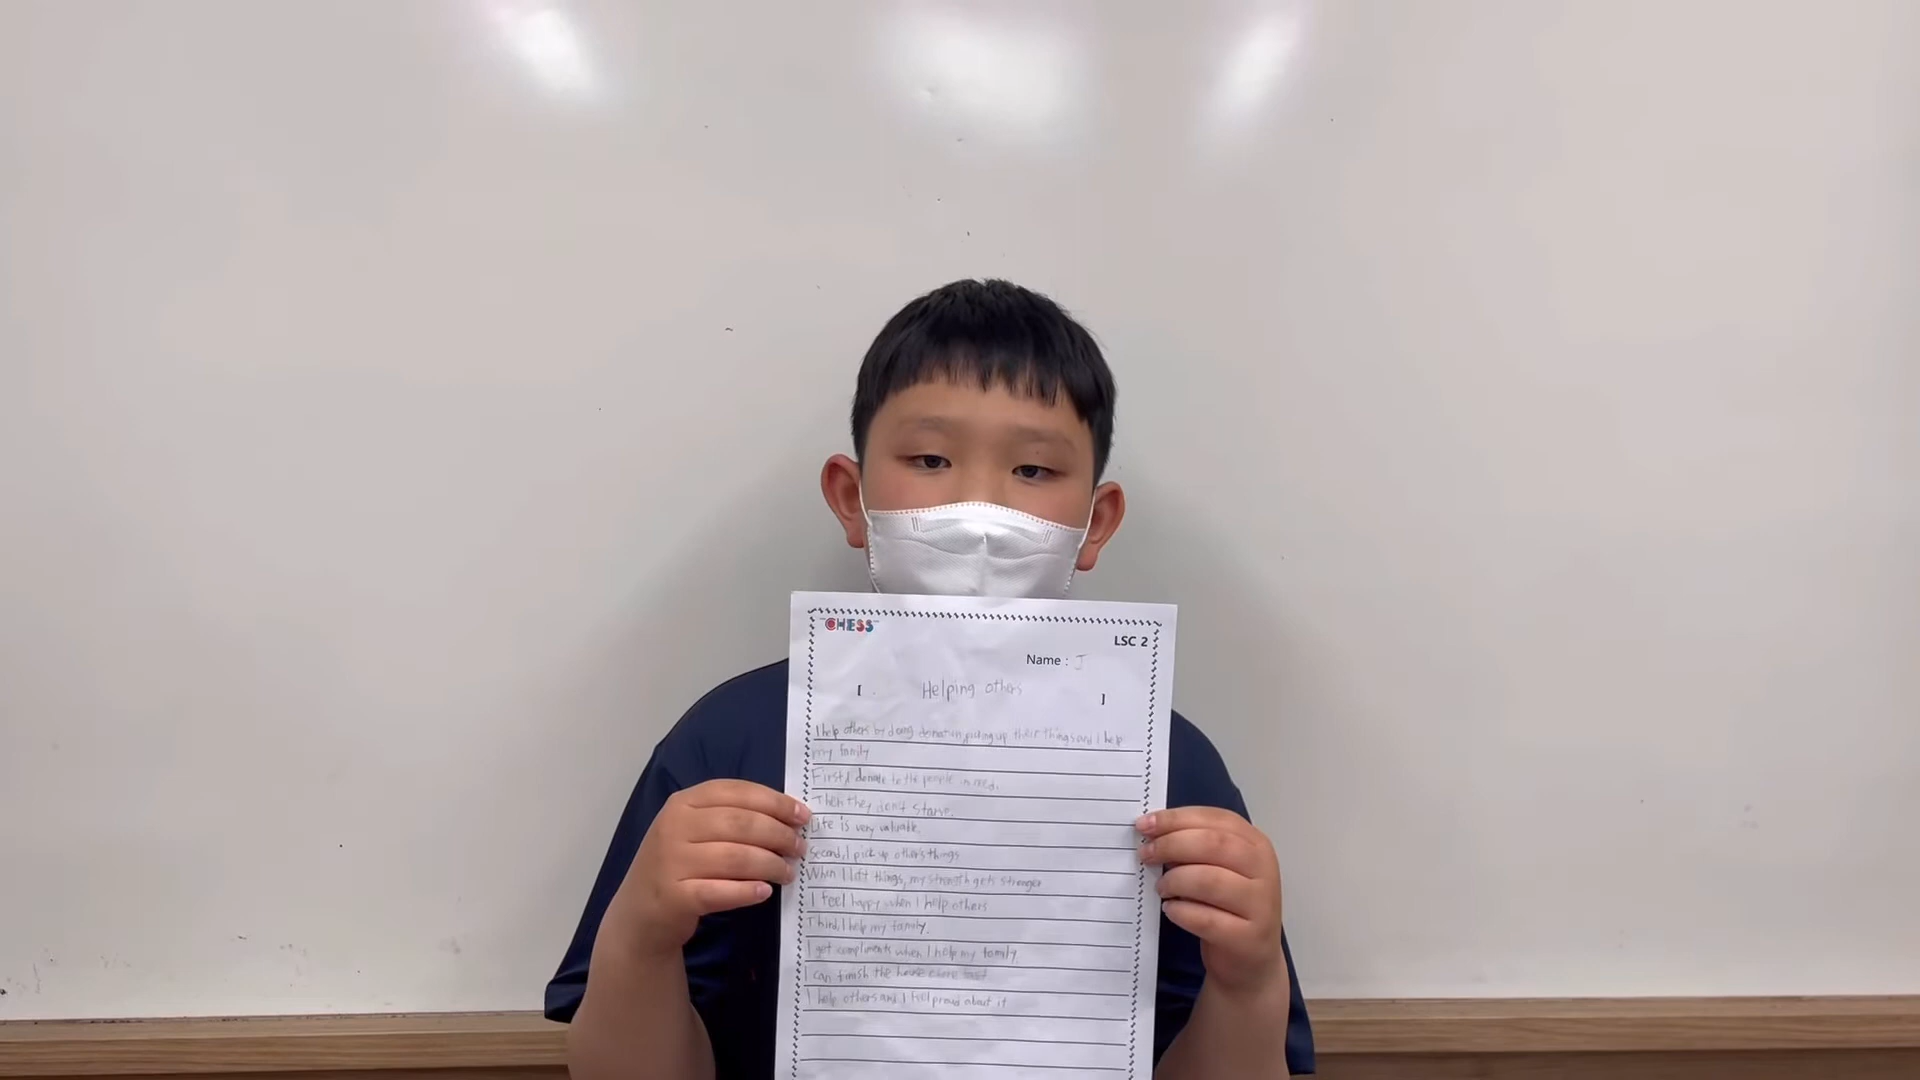 CHESS
LSC 2
Name : J
[ Helping others ]
I help others by doing donation picking up their things and I help
my family
First, I donate to the people in need.
Then they don't starve.
Life is very valuable.
Second, I pick up other's things
When I lift things, my strength gets stronger
I feel happy when I help others
Third, I help my family.
I get compliments when I help my family.
I can finish the house chore fast
I help others and I feel proud about it